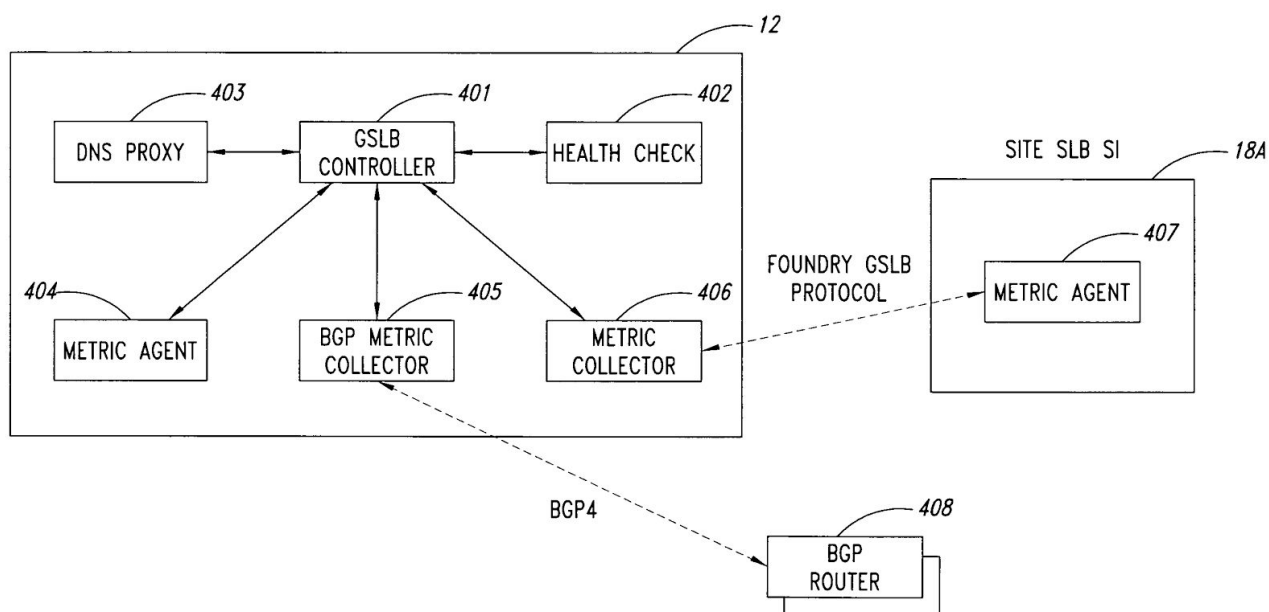 12
403
401
402
DNS PROXY
GSLB
CONTROLLER
HEALTH CHECK
SITE SLB SI
18A
407
FOUNDRY GSLB
PROTOCOL
METRIC AGENT
404
405
406
METRIC AGENT
BGP METRIC
COLLECTOR
METRIC
COLLECTOR
BGP4
408
BGP
ROUTER